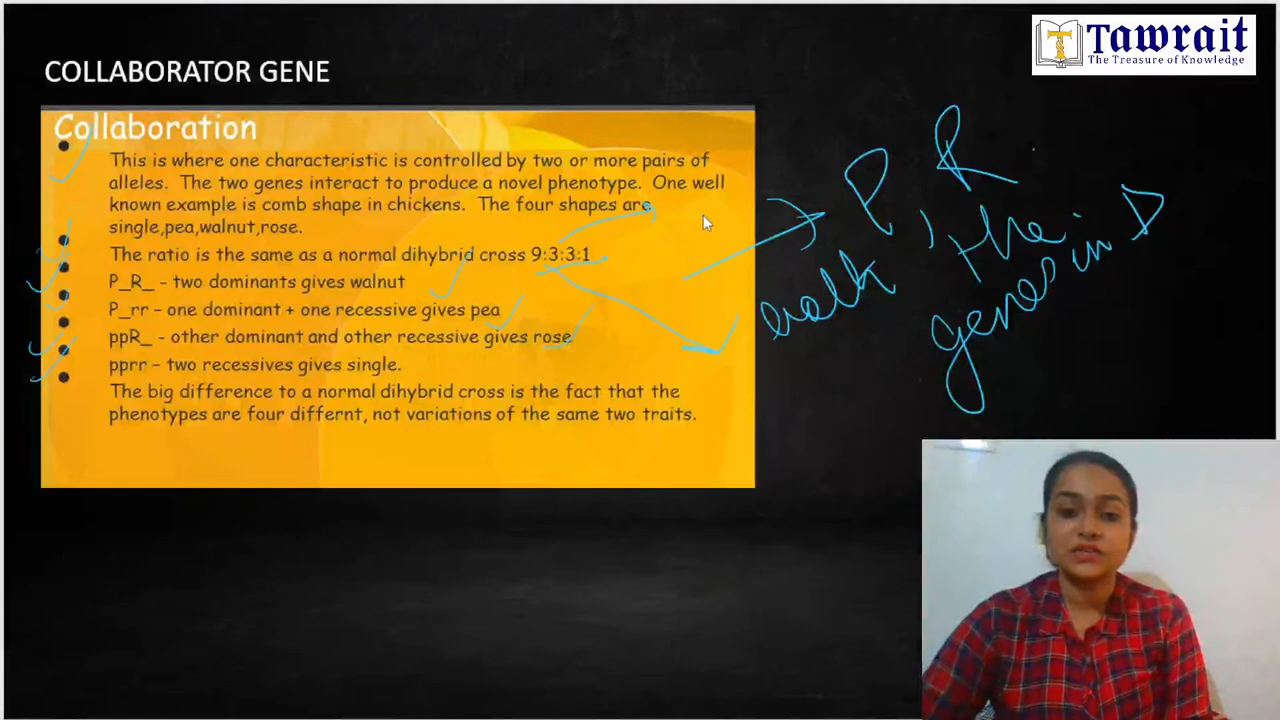 Tawrait
The Treasure of Knowledge
COLLABORATOR GENE
Collaboration
This is where one characteristic is controlled by two or more pairs of
alleles. The two genes interact to produce a novel phenotype. One well
known example is comb shape in chickens. The four shapes are
single,pea,walnut,rose.
The ratio is the same as a normal dihybrid cross 9:3:3:1
P_R_ - two dominants gives walnut
P_rr – one dominant + one recessive gives pea
ppR_ - other dominant and other recessive gives rose
pprr – two recessives gives single.
The big difference to a normal dihybrid cross is the fact that the
phenotypes are four differnt, not variations of the same two traits.
P R
the
genes in D